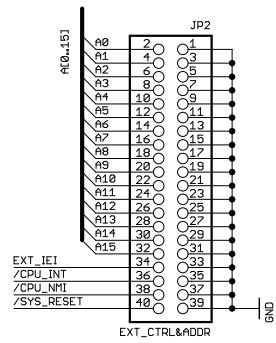 JP2
A[0..15]
A0 2 1
A1 4 3
A2 6 5
A3 8 7
A4 10 9
A5 12 11
A6 14 13
A7 16 15
A8 18 17
A9 20 19
A10 22 21
A11 24 23
A12 26 25
A13 28 27
A14 30 29
A15 32 31
EXT_IEI 34 33
/CPU_INT 36 35
/CPU_NMI 38 37
/SYS_RESET 40 39
GND
EXT_CTRL&ADDR